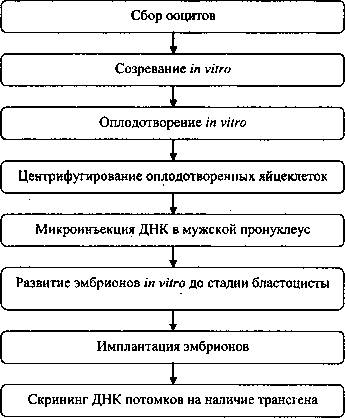 Сбор ооцитов
Созревание in vitro
Оплодотворение in vitro
Центрифугирование оплодотворенных яйцеклеток
Микроинъекция ДНК в мужской пронуклеус
Развитие эмбрионов in vitro до стадии бластоцисты
Имплантация эмбрионов
Скрининг ДНК потомков на наличие трансгена